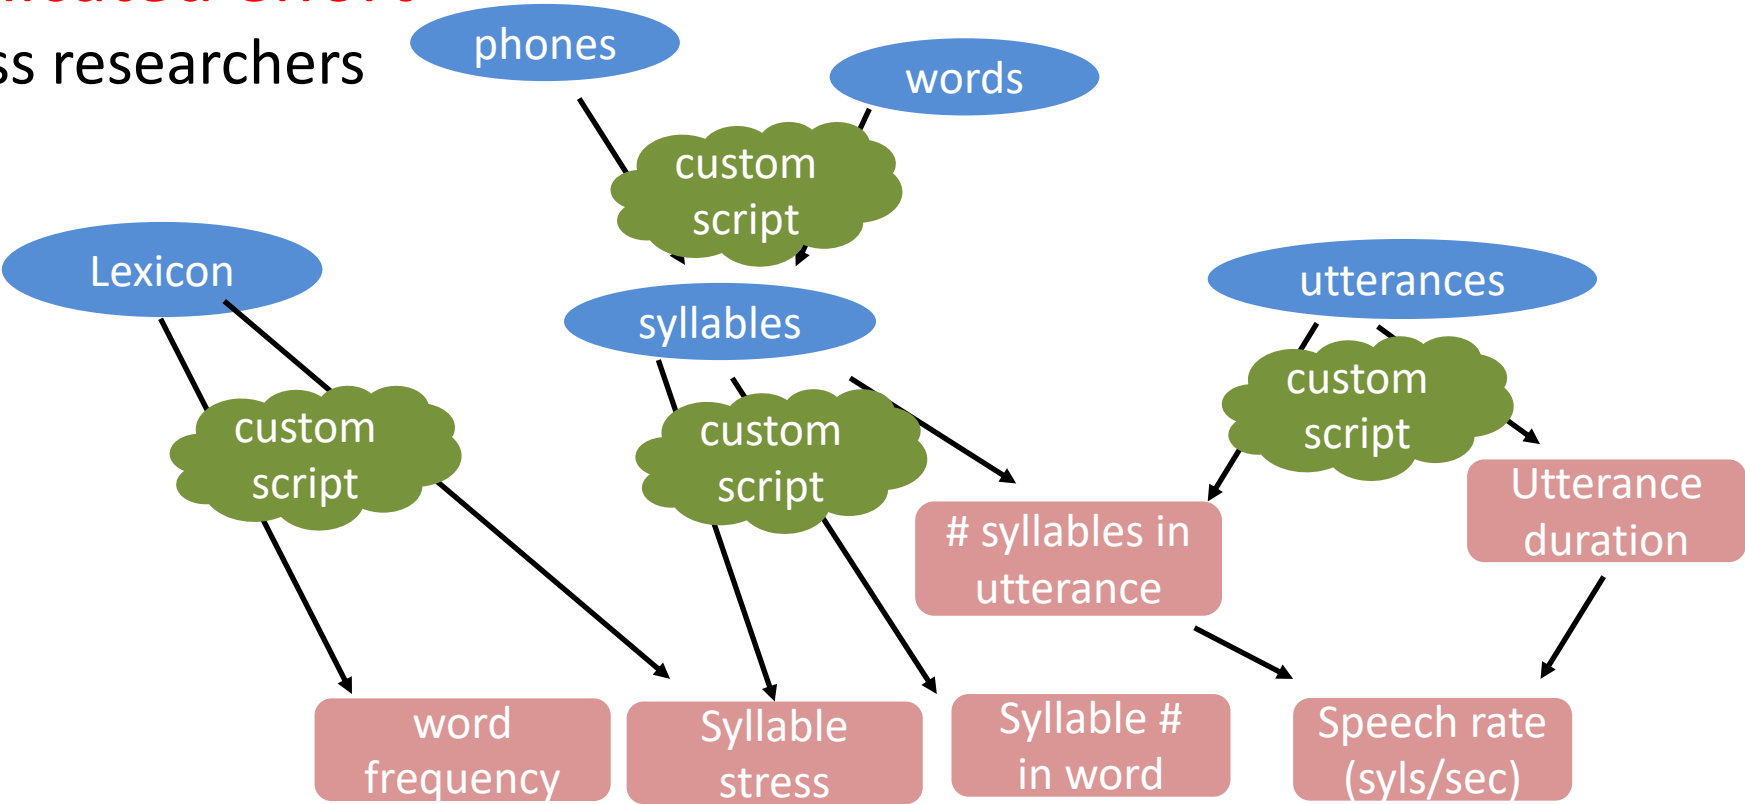 ss researchers
phones
words
custom
script
Lexicon
syllables
utterances
custom
script
custom
script
custom
script
# syllables in
utterance
Utterance
duration
word
frequency
Syllable
stress
Syllable #
in word
Speech rate
(syls/sec)